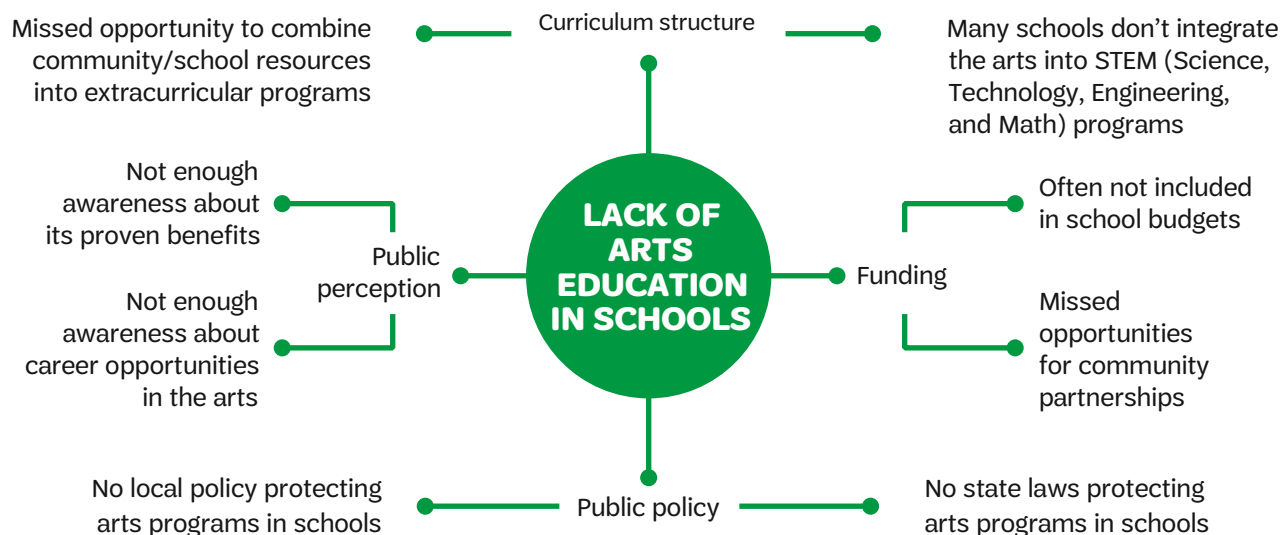 Curriculum structure
Missed opportunity to combine
community/school resources
into extracurricular programs
Many schools don’t integrate
the arts into STEM (Science,
Technology, Engineering,
and Math) programs
Not enough
awareness about
its proven benefits
Public
perception
Not enough
awareness about
career opportunities
in the arts
LACK OF
ARTS
EDUCATION
IN SCHOOLS
Often not included
in school budgets
Funding
Missed
opportunities
for community
partnerships
No local policy protecting
arts programs in schools
Public policy
No state laws protecting
arts programs in schools